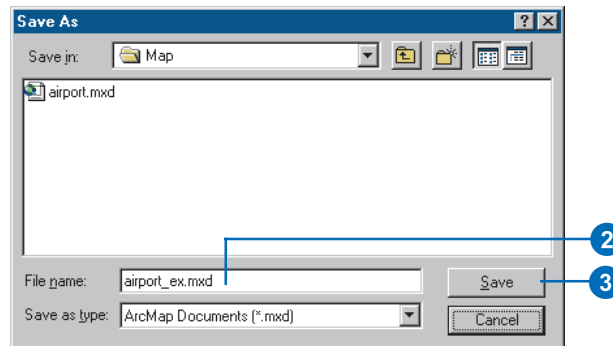 Save As
Save in: Map
airport.mxd
2
File name: airport_ex.mxd Save 3
Save as type: ArcMap Documents (*.mxd) Cancel